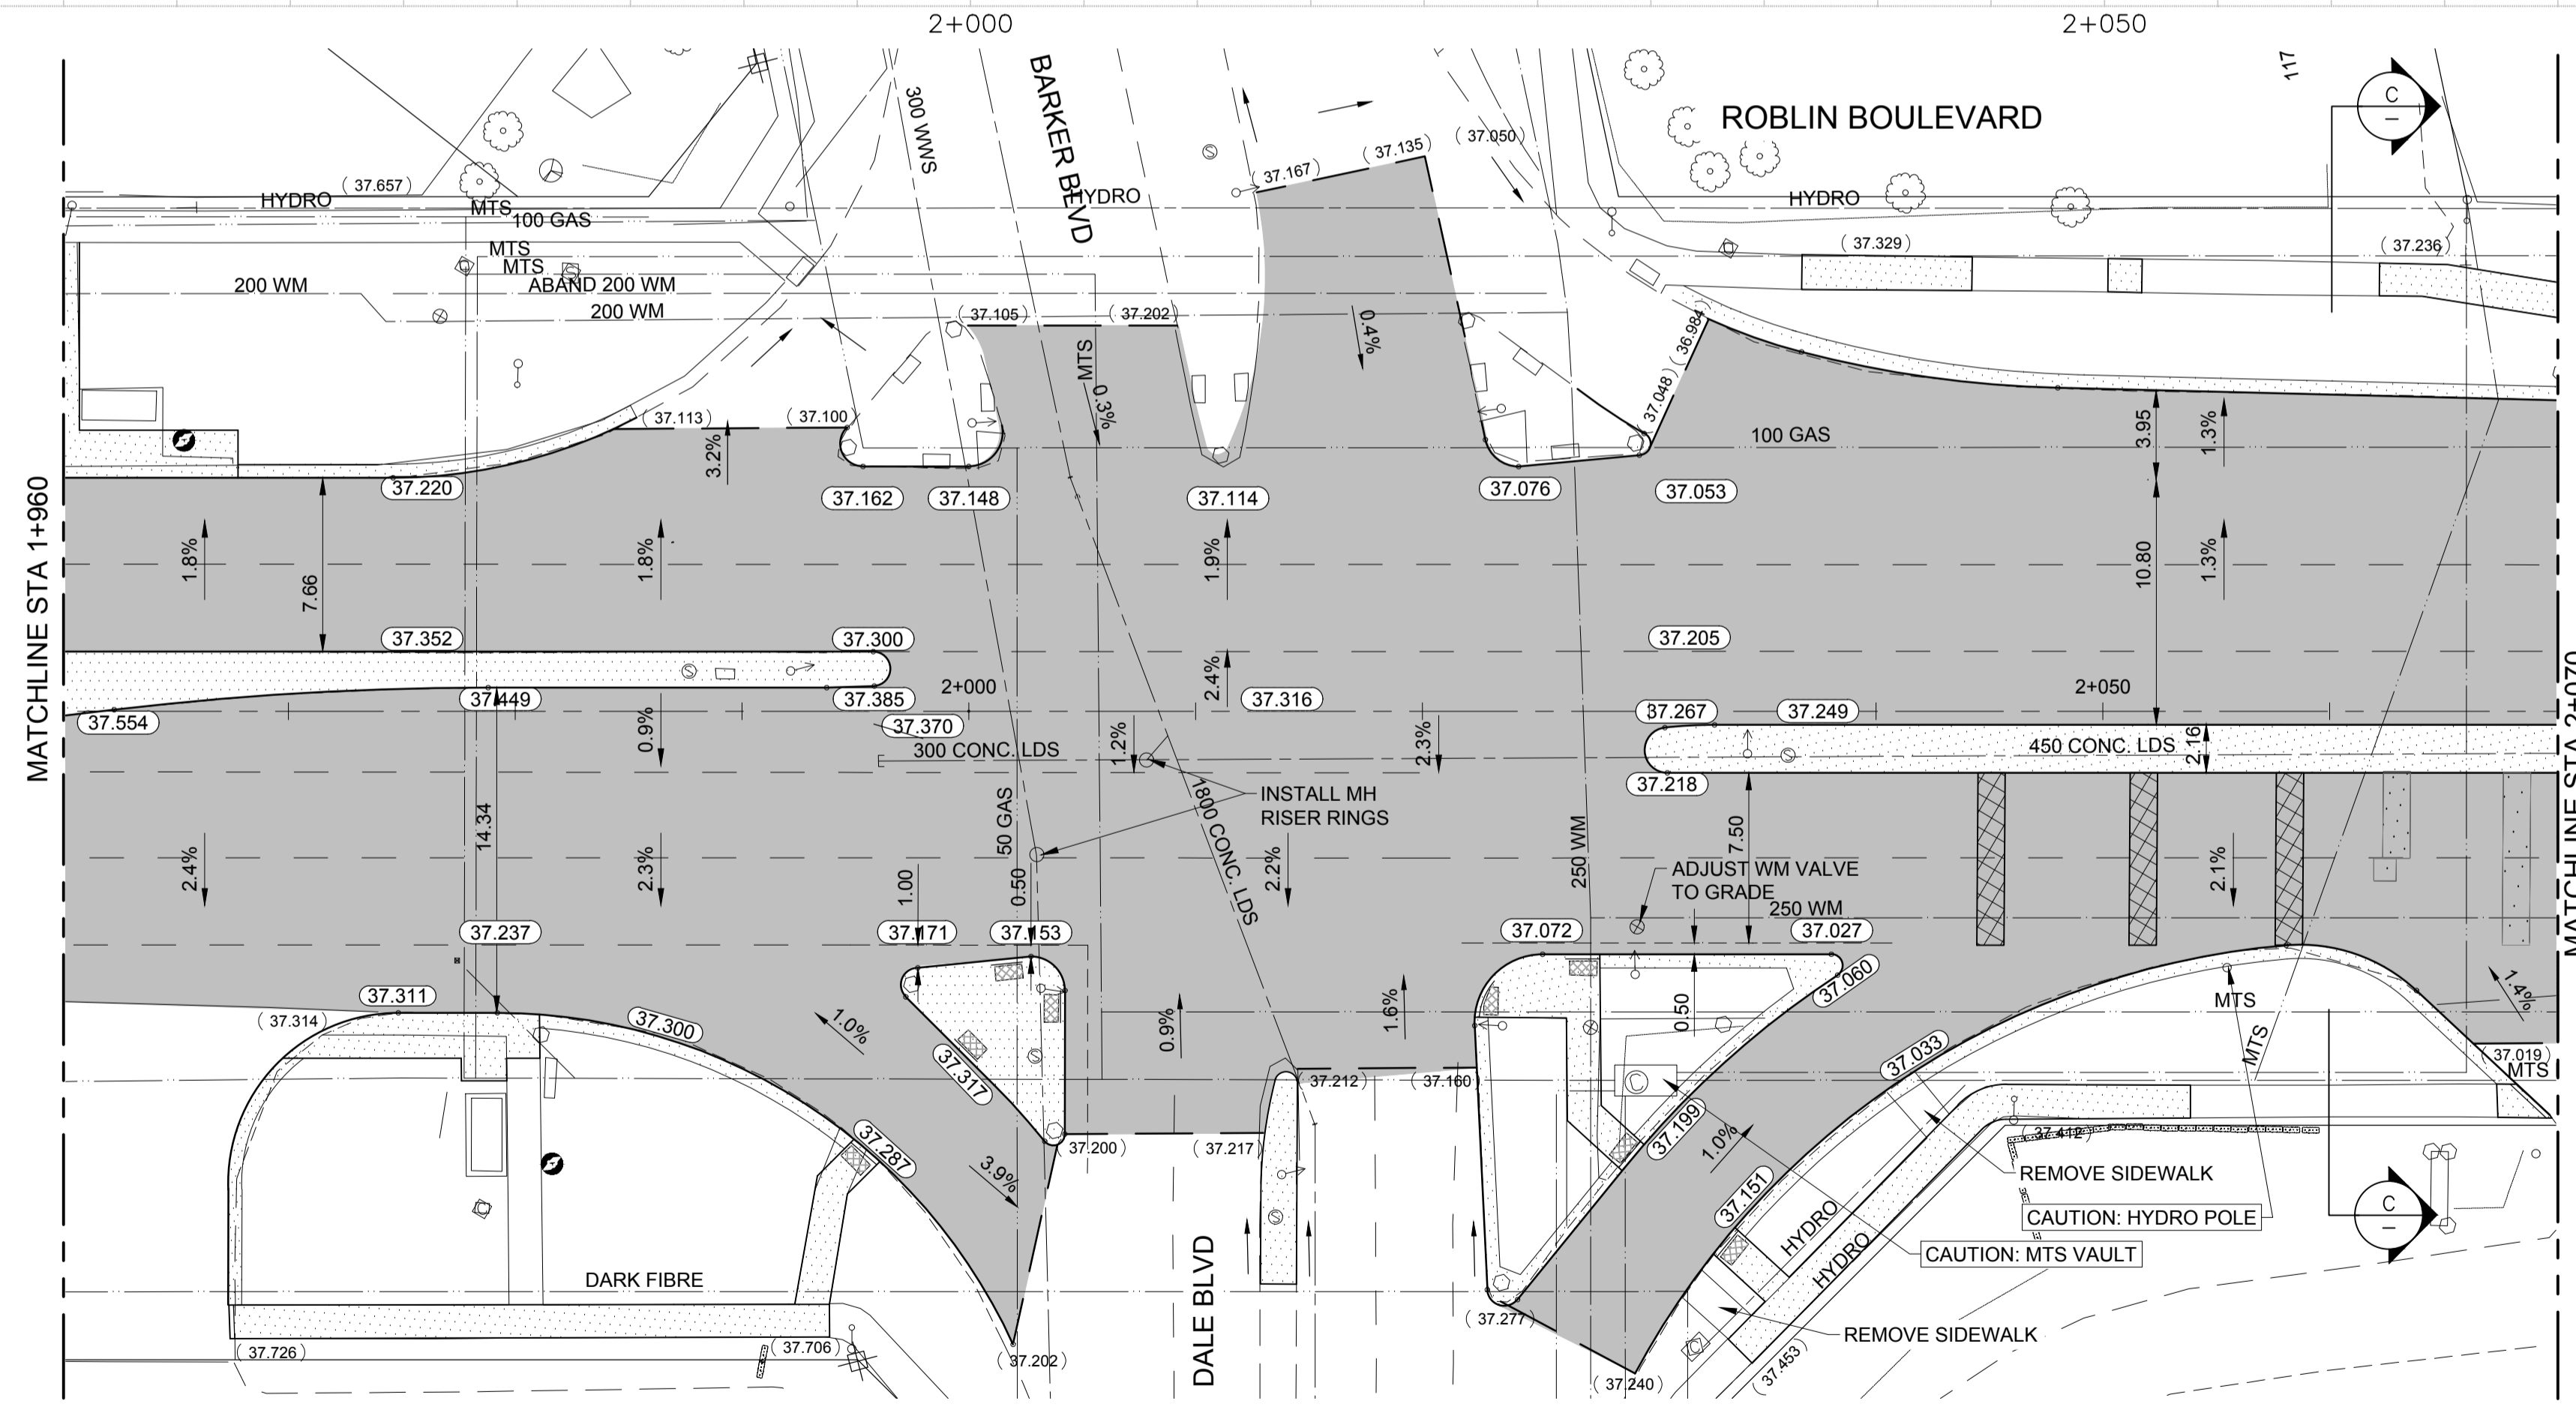 2+000
2+050
117
C
–
ROBLIN BOULEVARD
BARKER BLVD
300 WWS
(37.050)
(37.135)
(37.167)
(37.657)
HYDRO
HYDRO
HYDRO
MTS
100 GAS
MTS
MTS
(37.329)
(37.236)
200 WM
ABAND 200 WM
200 WM
(37.105)
(37.202)
0.4%
(36.984)
MTS
0.3%
(37.048)
(37.113)
(37.100)
3.2%
100 GAS
3.95
1.3%
37.220
37.162
37.148
37.114
37.076
37.053
MATCHLINE STA 1+960
1.8%
7.66
1.8%
1.9%
10.80
1.3%
37.352
37.300
37.205
2.4%
37.449
37.385
2+000
37.316
2+050
37.554
37.370
37.267
37.249
0.9%
300 CONC. LDS
1.2%
2.3%
450 CONC. LDS
2.16
37.218
MATCHLINE STA 2+070
INSTALL MH
RISER RINGS
14.34
50 GAS
1800 CONC. LDS
250 WM
7.50
2.4%
2.3%
1.00
0.50
2.2%
ADJUST WM VALVE
TO GRADE
250 WM
2.1%
37.237
37.171
37.153
37.072
37.027
37.060
37.311
(37.314)
37.300
1.0%
0.9%
1.6%
0.50
MTS
1.4%
37.317
37.033
MTS
(37.019)
MTS
(37.212)
(37.160)
37.287
(37.200)
(37.217)
37.199
1.0%
(37.412)
3.9%
REMOVE SIDEWALK
37.151
HYDRO
CAUTION: HYDRO POLE
C
–
HYDRO
CAUTION: MTS VAULT
DARK FIBRE
DALE BLVD
(37.277)
REMOVE SIDEWALK
(37.726)
(37.706)
(37.202)
(37.240)
(37.453)